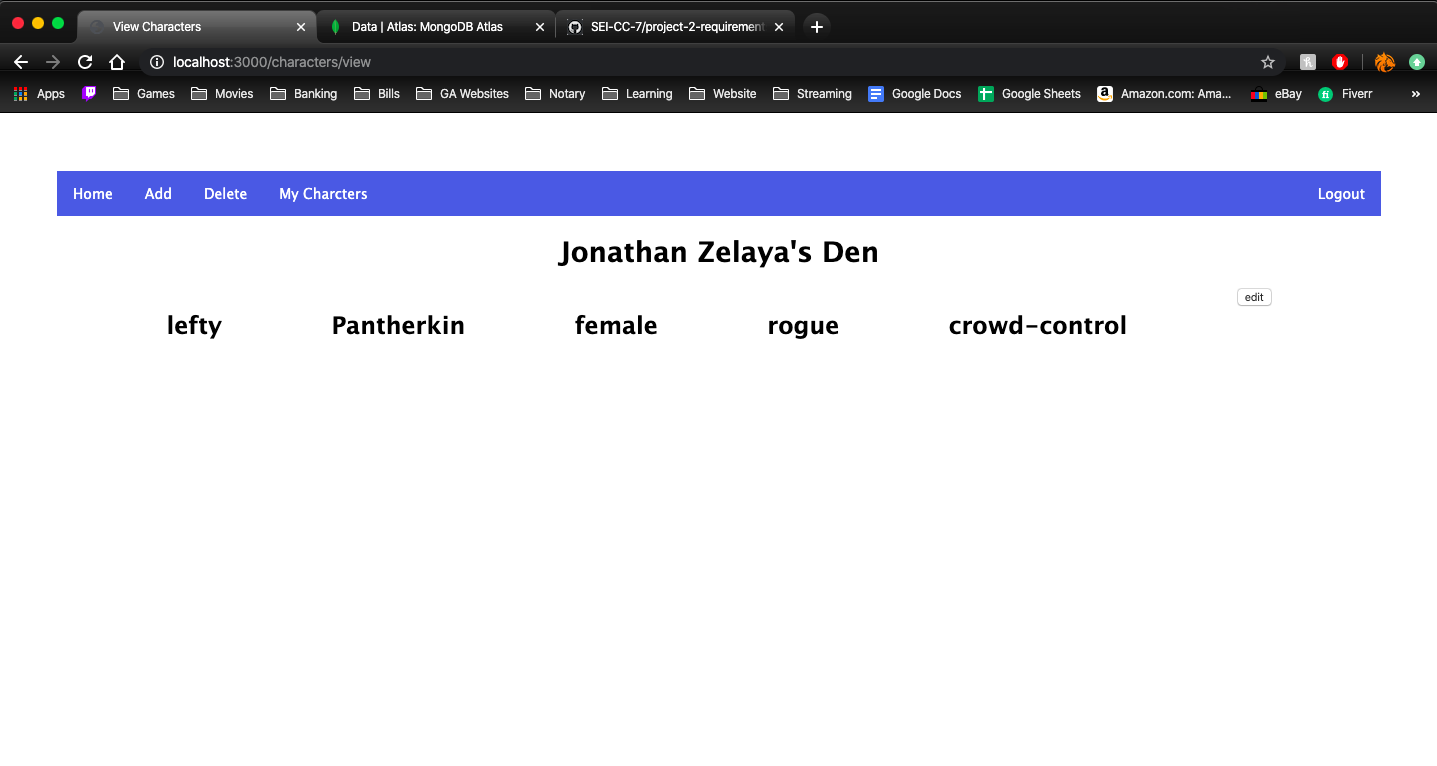 View Characters Data | Atlas: MongoDB Atlas SEI-CC-7/project-2-requirement
localhost:3000/characters/view
Apps Games Movies Banking Bills GA Websites Notary Learning Website Streaming Google Docs Google Sheets Amazon.com: Ama... eBay Fiverr »
Home Add Delete My Charcters Logout
Jonathan Zelaya's Den
edit
lefty Pantherkin female rogue crowd-control